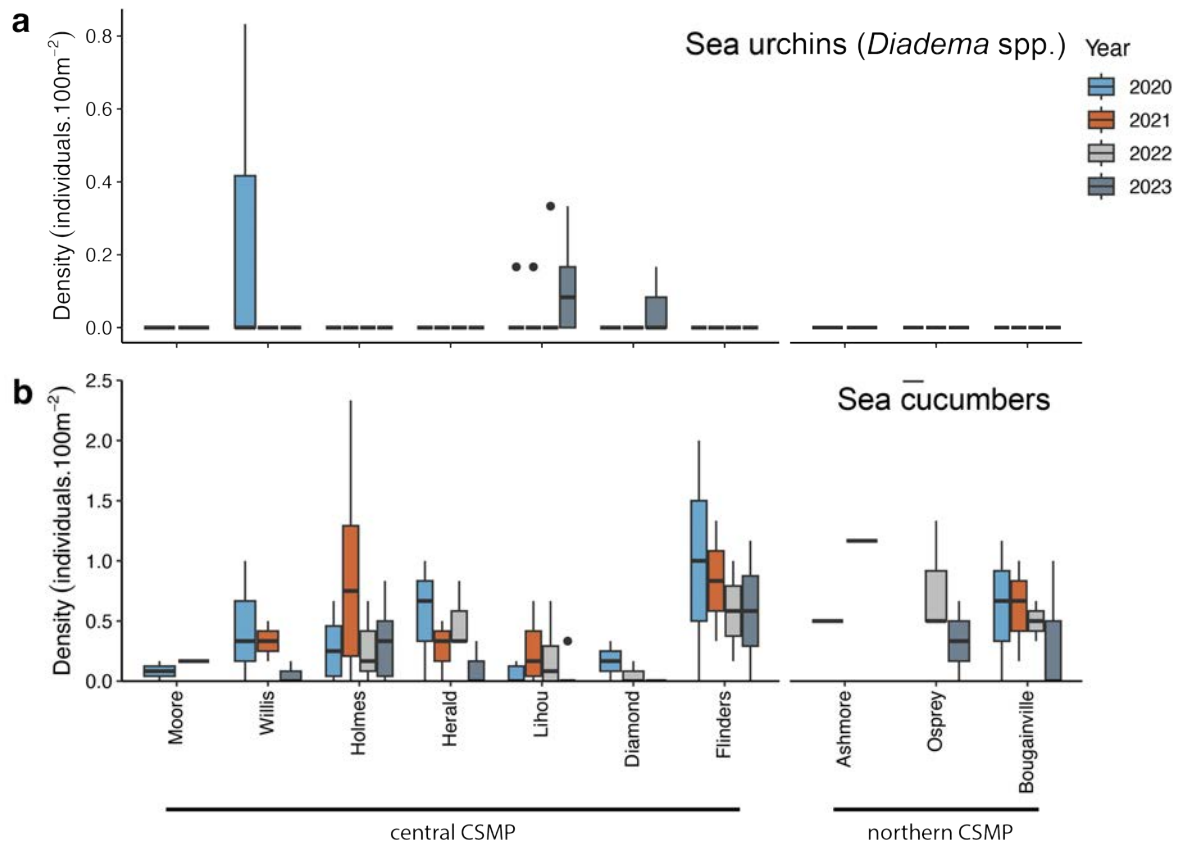 a
Sea urchins (Diadema spp.)
Density (individuals.100m⁻²)
0.8
0.6
0.4
0.2
0.0
Year
2020
2021
2022
2023
b
Sea cucumbers
Density (individuals.100m⁻²)
2.5
2.0
1.5
1.0
0.5
0.0
Moore
Willis
Holmes
Herald
Lihou
Diamond
Flinders
Ashmore
Osprey
Bougainville
central CSMP
northern CSMP